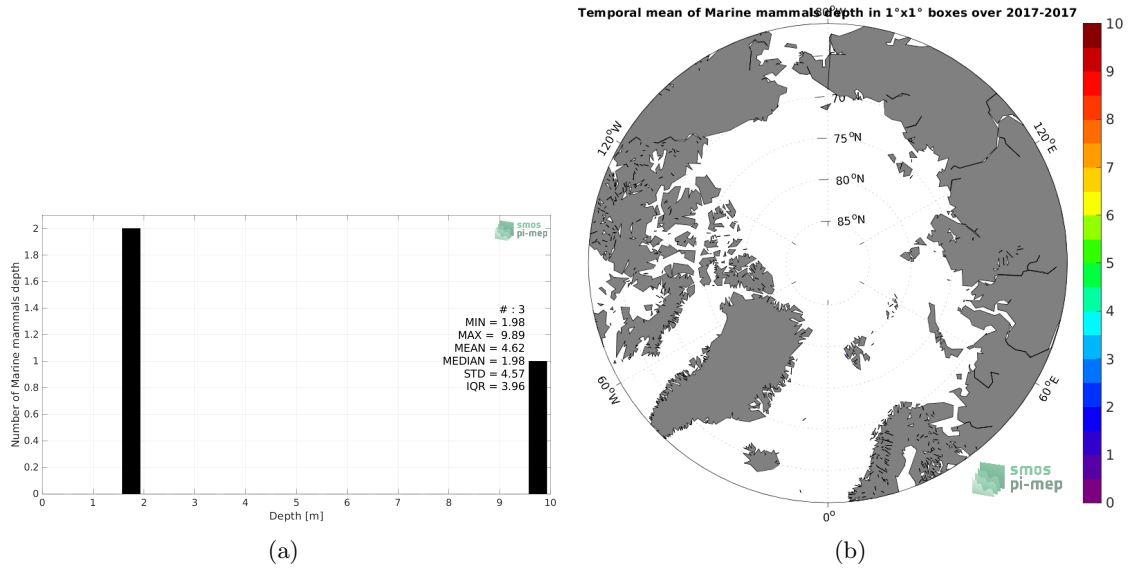 Temporal mean of Marine mammals depth in 1°x1° boxes over 2017-2017
180°W
2
1.8
1.6
1.4
1.2
1
0.8
0.6
0.4
0.2
0
Number of Marine mammals depth
smos
pi-mep
# : 3
MIN = 1.98
MAX = 9.89
MEAN = 4.62
MEDIAN = 1.98
STD = 4.57
IQR = 3.96
0 1 2 3 4 5 6 7 8 9 10
Depth [m]
(a)
120°W
70°N
75°N
80°N
85°N
120°E
60°W
60°E
0°
smos
pi-mep
10
9
8
7
6
5
4
3
2
1
0
(b)